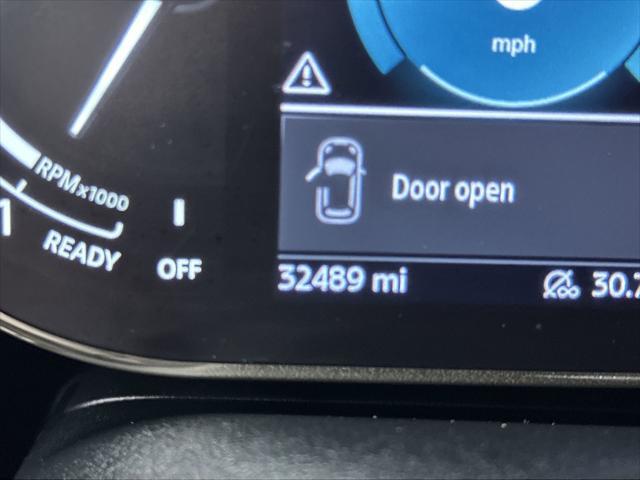 mph
RPMx1000
Door open
1
READY
OFF
32489 mi
30.7